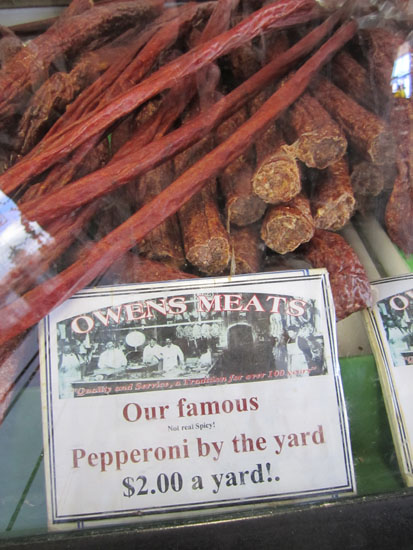 OWENS MEATS
Quality and Service, a Tradition for over 100
Our famous
Not real Spicy!
Pepperoni by the yard
$2.00 a yard!.